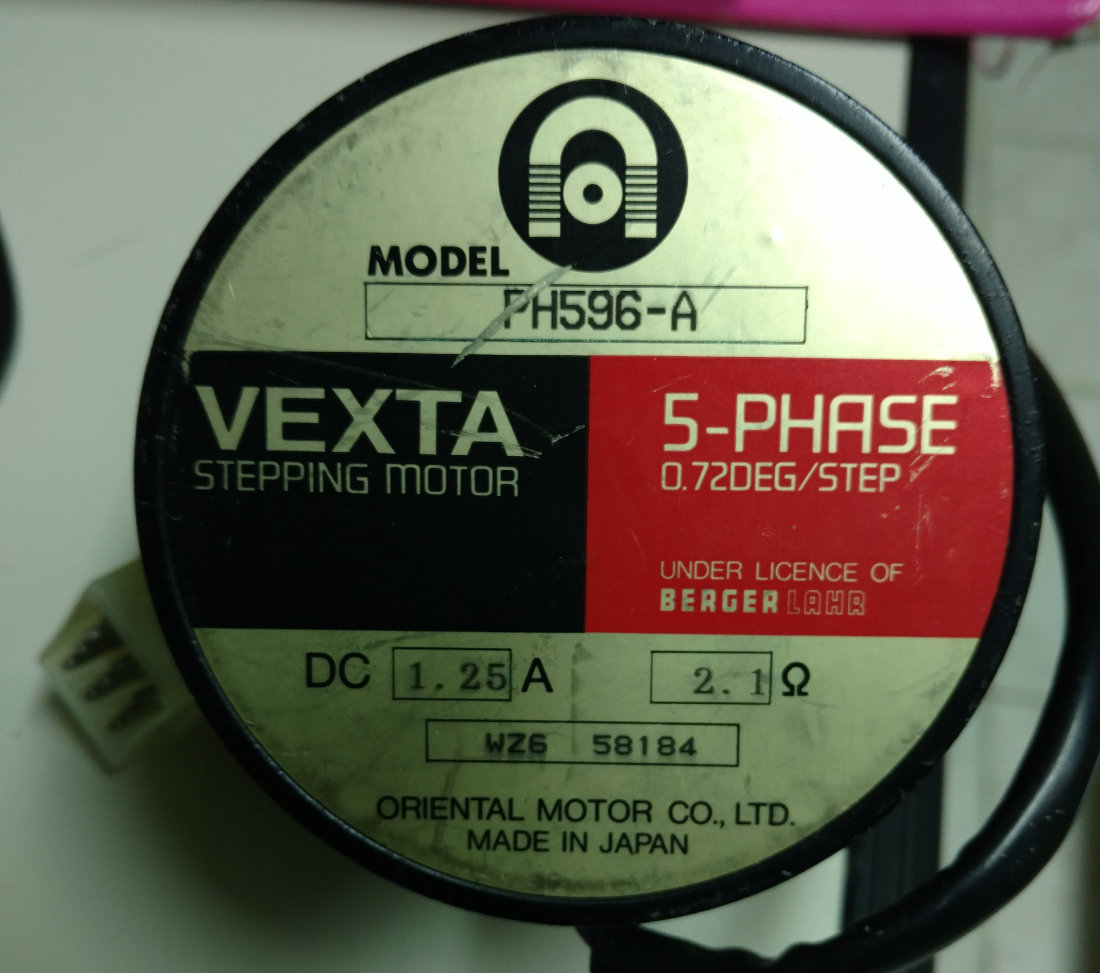 MODEL
PH596-A
VEXTA
STEPPING MOTOR
5-PHASE
0.72DEG/STEP
UNDER LICENCE OF
BERGER LAHR
DC 1.25 A 2.1 Ω
WZ6 58184
ORIENTAL MOTOR CO., LTD.
MADE IN JAPAN